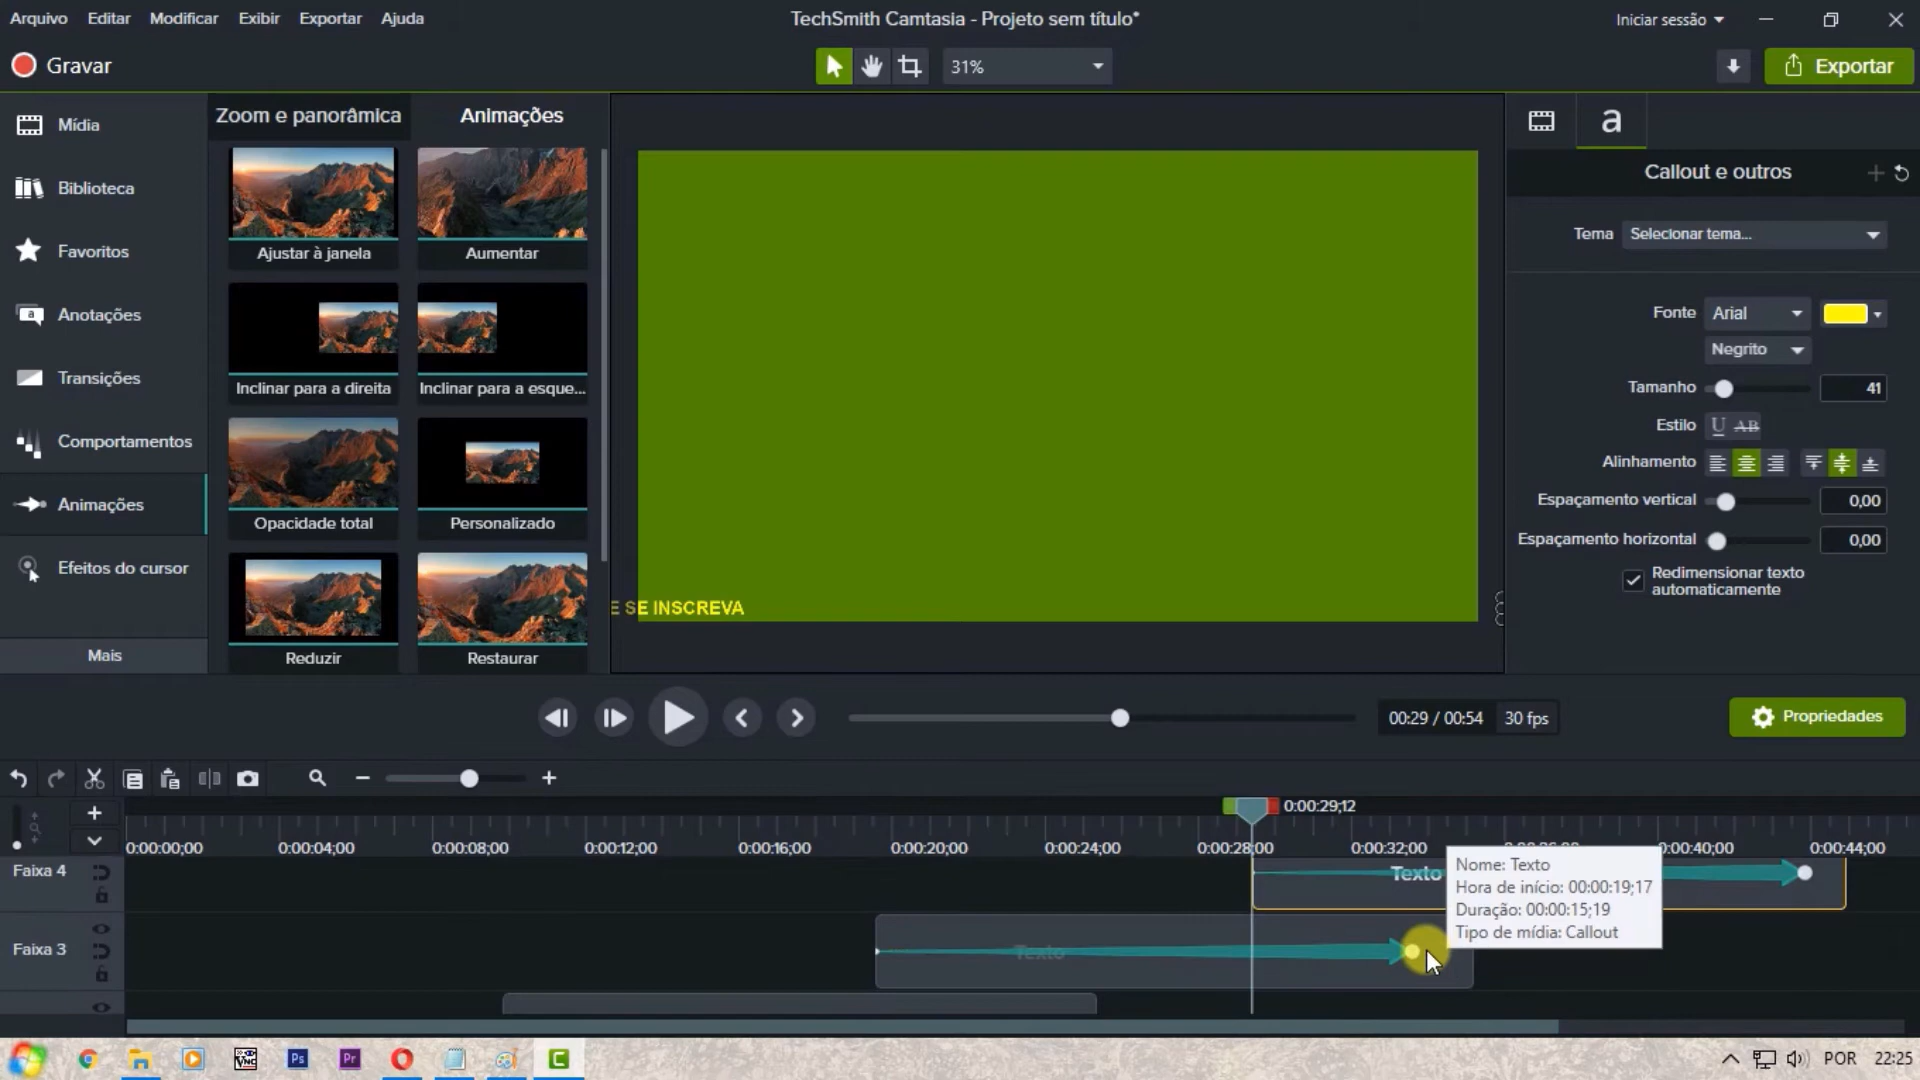 Arquivo Editar Modificar Exibir Exportar Ajuda
TechSmith Camtasia - Projeto sem título*
Iniciar sessão
Gravar
31%
Exportar
Mídia
Biblioteca
Favoritos
Anotações
Transições
Comportamentos
Animações
Efeitos do cursor
Mais
Zoom e panorâmica
Animações
Ajustar à janela
Aumentar
Inclinar para a direita
Inclinar para a esque...
Opacidade total
Personalizado
Reduzir
Restaurar
E SE INSCREVA
a
Callout e outros
Tema Selecionar tema...
Fonte Arial
Negrito
Tamanho 41
Estilo U AB
Alinhamento
Espaçamento vertical 0,00
Espaçamento horizontal 0,00
Redimensionar texto
automaticamente
00:29 / 00:54 30 fps
Propriedades
0:00:29;12
0:00:00;00 0:00:04;00 0:00:08;00 0:00:12;00 0:00:16;00 0:00:20;00 0:00:24;00 0:00:28;00 0:00:32;00 0:00:40;00 0:00:44;00
Faixa 4
Texto
Nome: Texto
Hora de início: 00:00:19;17
Duração: 00:00:15;19
Tipo de mídia: Callout
Faixa 3
Texto
VNC
Ps
Pr
C
POR 22:25